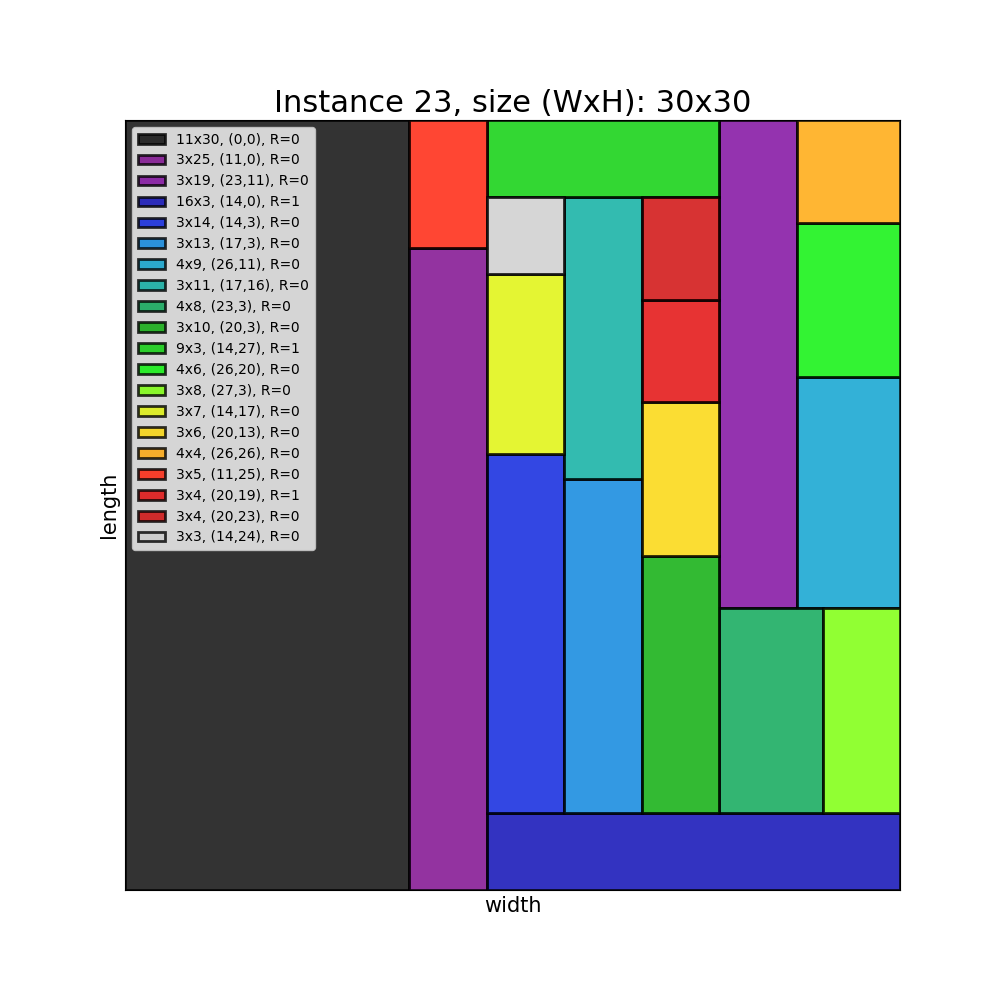 Instance 23, size (WxH): 30x30
11x30, (0,0), R=0
3x25, (11,0), R=0
3x19, (23,11), R=0
16x3, (14,0), R=1
3x14, (14,3), R=0
3x13, (17,3), R=0
4x9, (26,11), R=0
3x11, (17,16), R=0
4x8, (23,3), R=0
3x10, (20,3), R=0
9x3, (14,27), R=1
4x6, (26,20), R=0
3x8, (27,3), R=0
3x7, (14,17), R=0
3x6, (20,13), R=0
4x4, (26,26), R=0
3x5, (11,25), R=0
3x4, (20,19), R=1
3x4, (20,23), R=0
3x3, (14,24), R=0
length
width